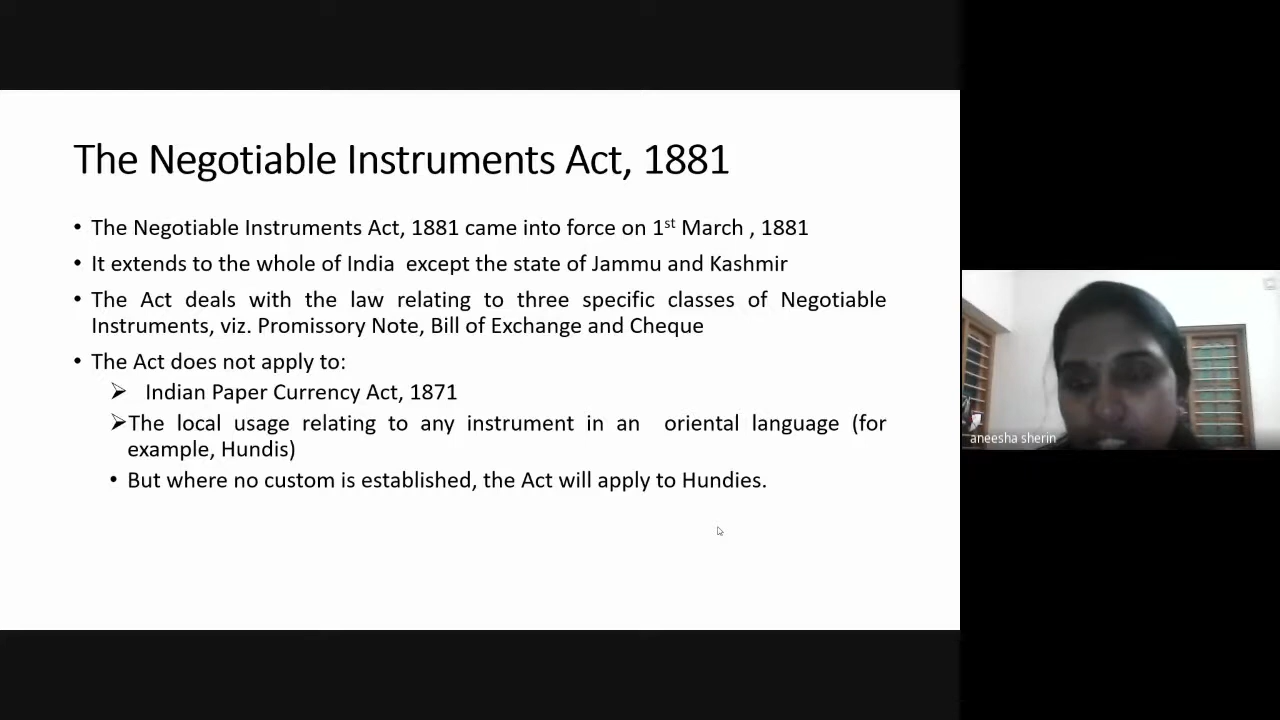 The Negotiable Instruments Act, 1881
• The Negotiable Instruments Act, 1881 came into force on 1st March , 1881
• It extends to the whole of India except the state of Jammu and Kashmir
• The Act deals with the law relating to three specific classes of Negotiable
Instruments, viz. Promissory Note, Bill of Exchange and Cheque
• The Act does not apply to:
➢ Indian Paper Currency Act, 1871
➢The local usage relating to any instrument in an oriental language (for
example, Hundis)
• But where no custom is established, the Act will apply to Hundies.
aneesha sherin